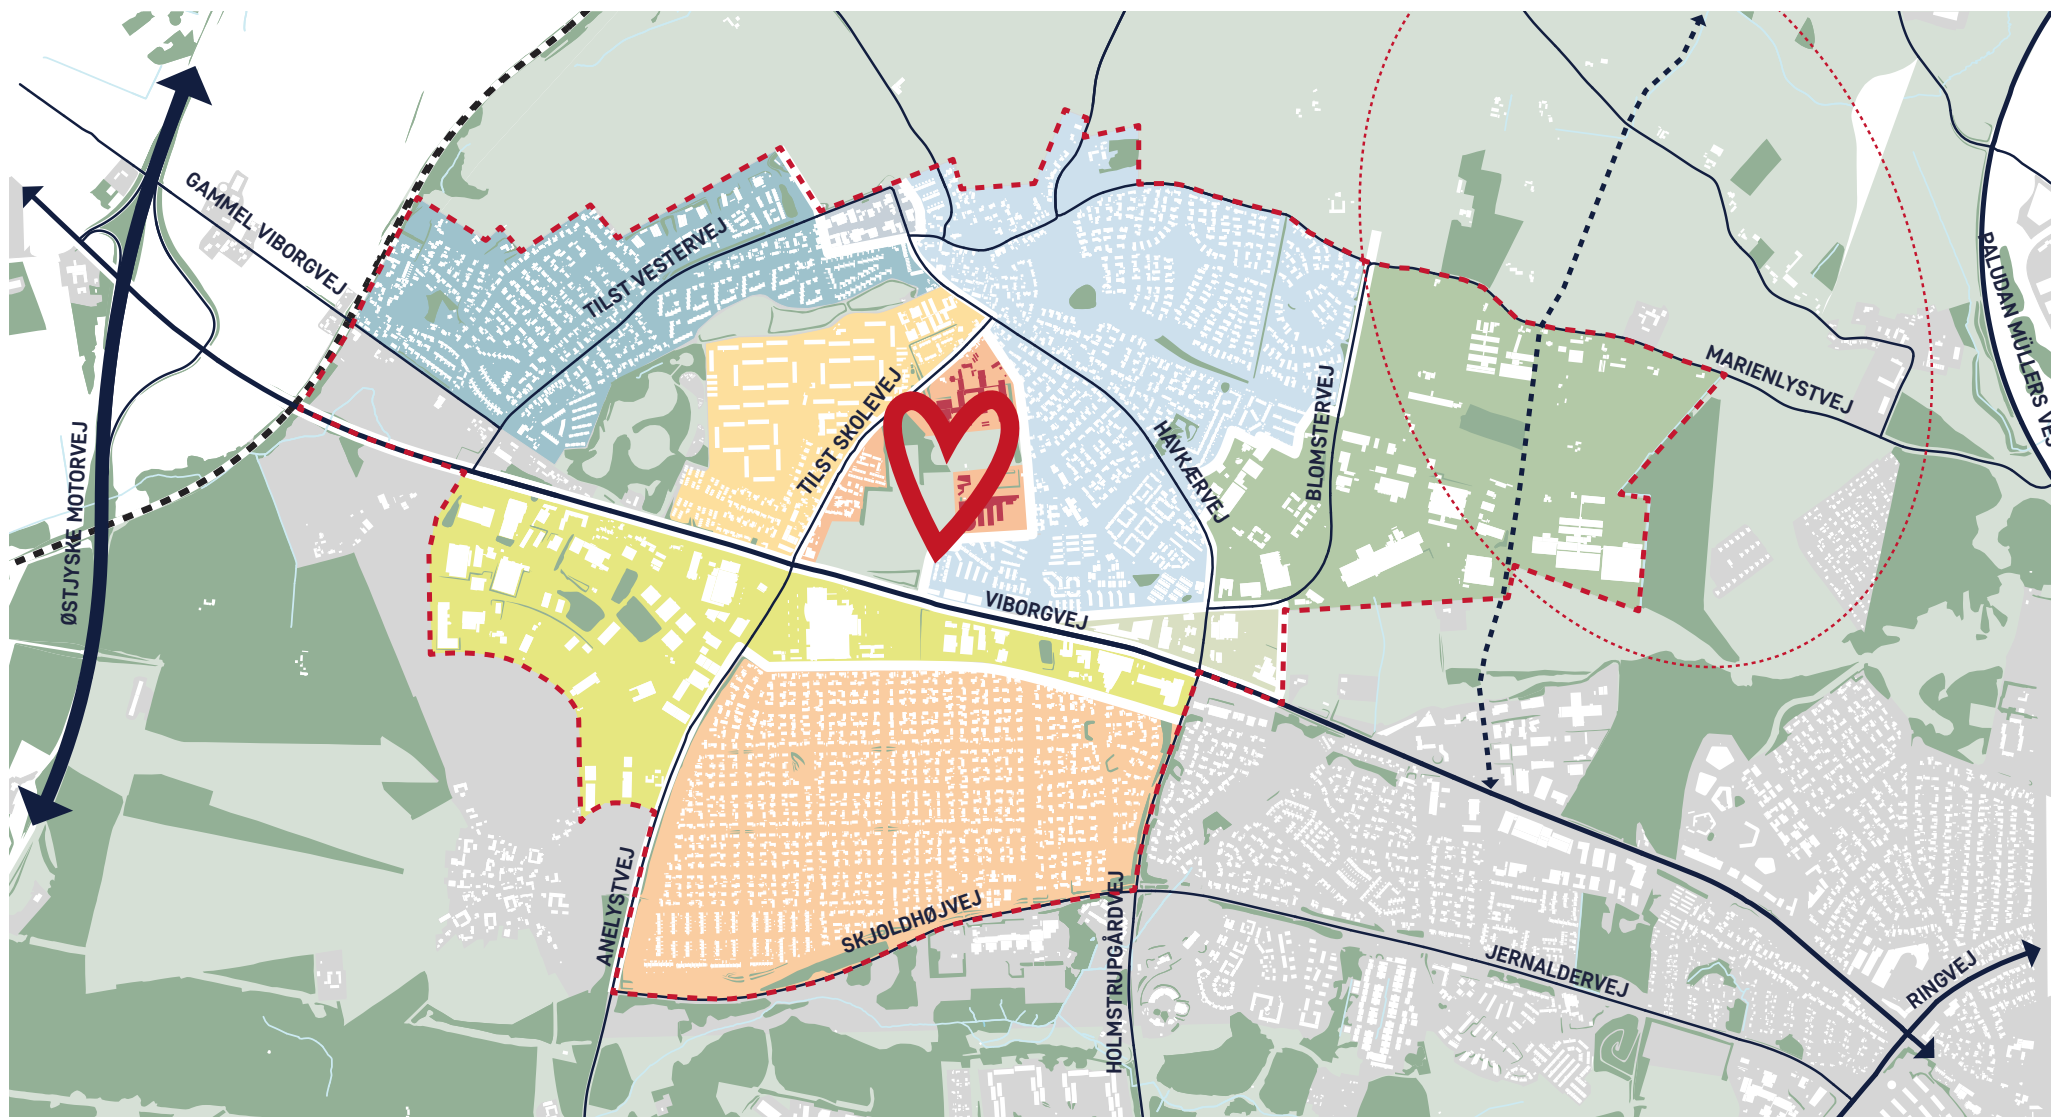 GAMMEL VIBORGVEJ
TILST VESTERVEJ
PALUDAN MÜLLERS VEJ
MARIENLYSTVEJ
TILST SKOLEVEJ
HAVKÆRVEJ
BLOMSTERVEJ
ØSTJYSKE MOTORVEJ
VIBORGVEJ
ANELYSTVEJ
SKJOLDHØJVEJ
HOLMSTRUPGÅRDVEJ
JERNALDERVEJ
RINGVEJ